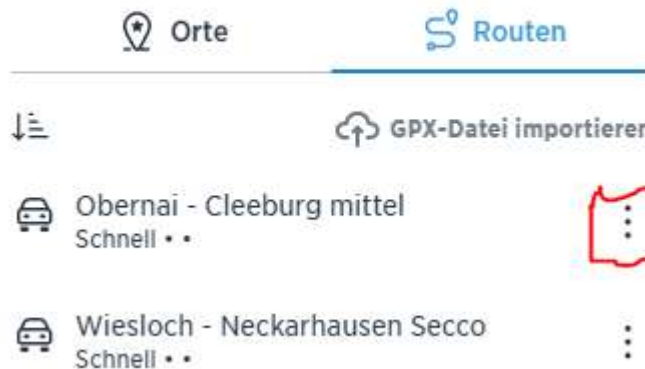 Orte
Routen
GPX-Datei importieren
Obernai - Cleeburg mittel
Schnell • •
Wiesloch - Neckarhausen Secco
Schnell • •